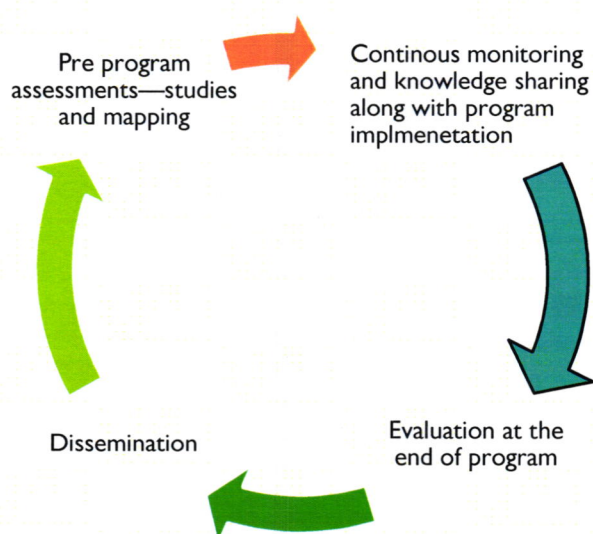 Pre program
assessments—studies
and mapping
Continous monitoring
and knowledge sharing
along with program
implmenetation
Evaluation at the
end of program
Dissemination